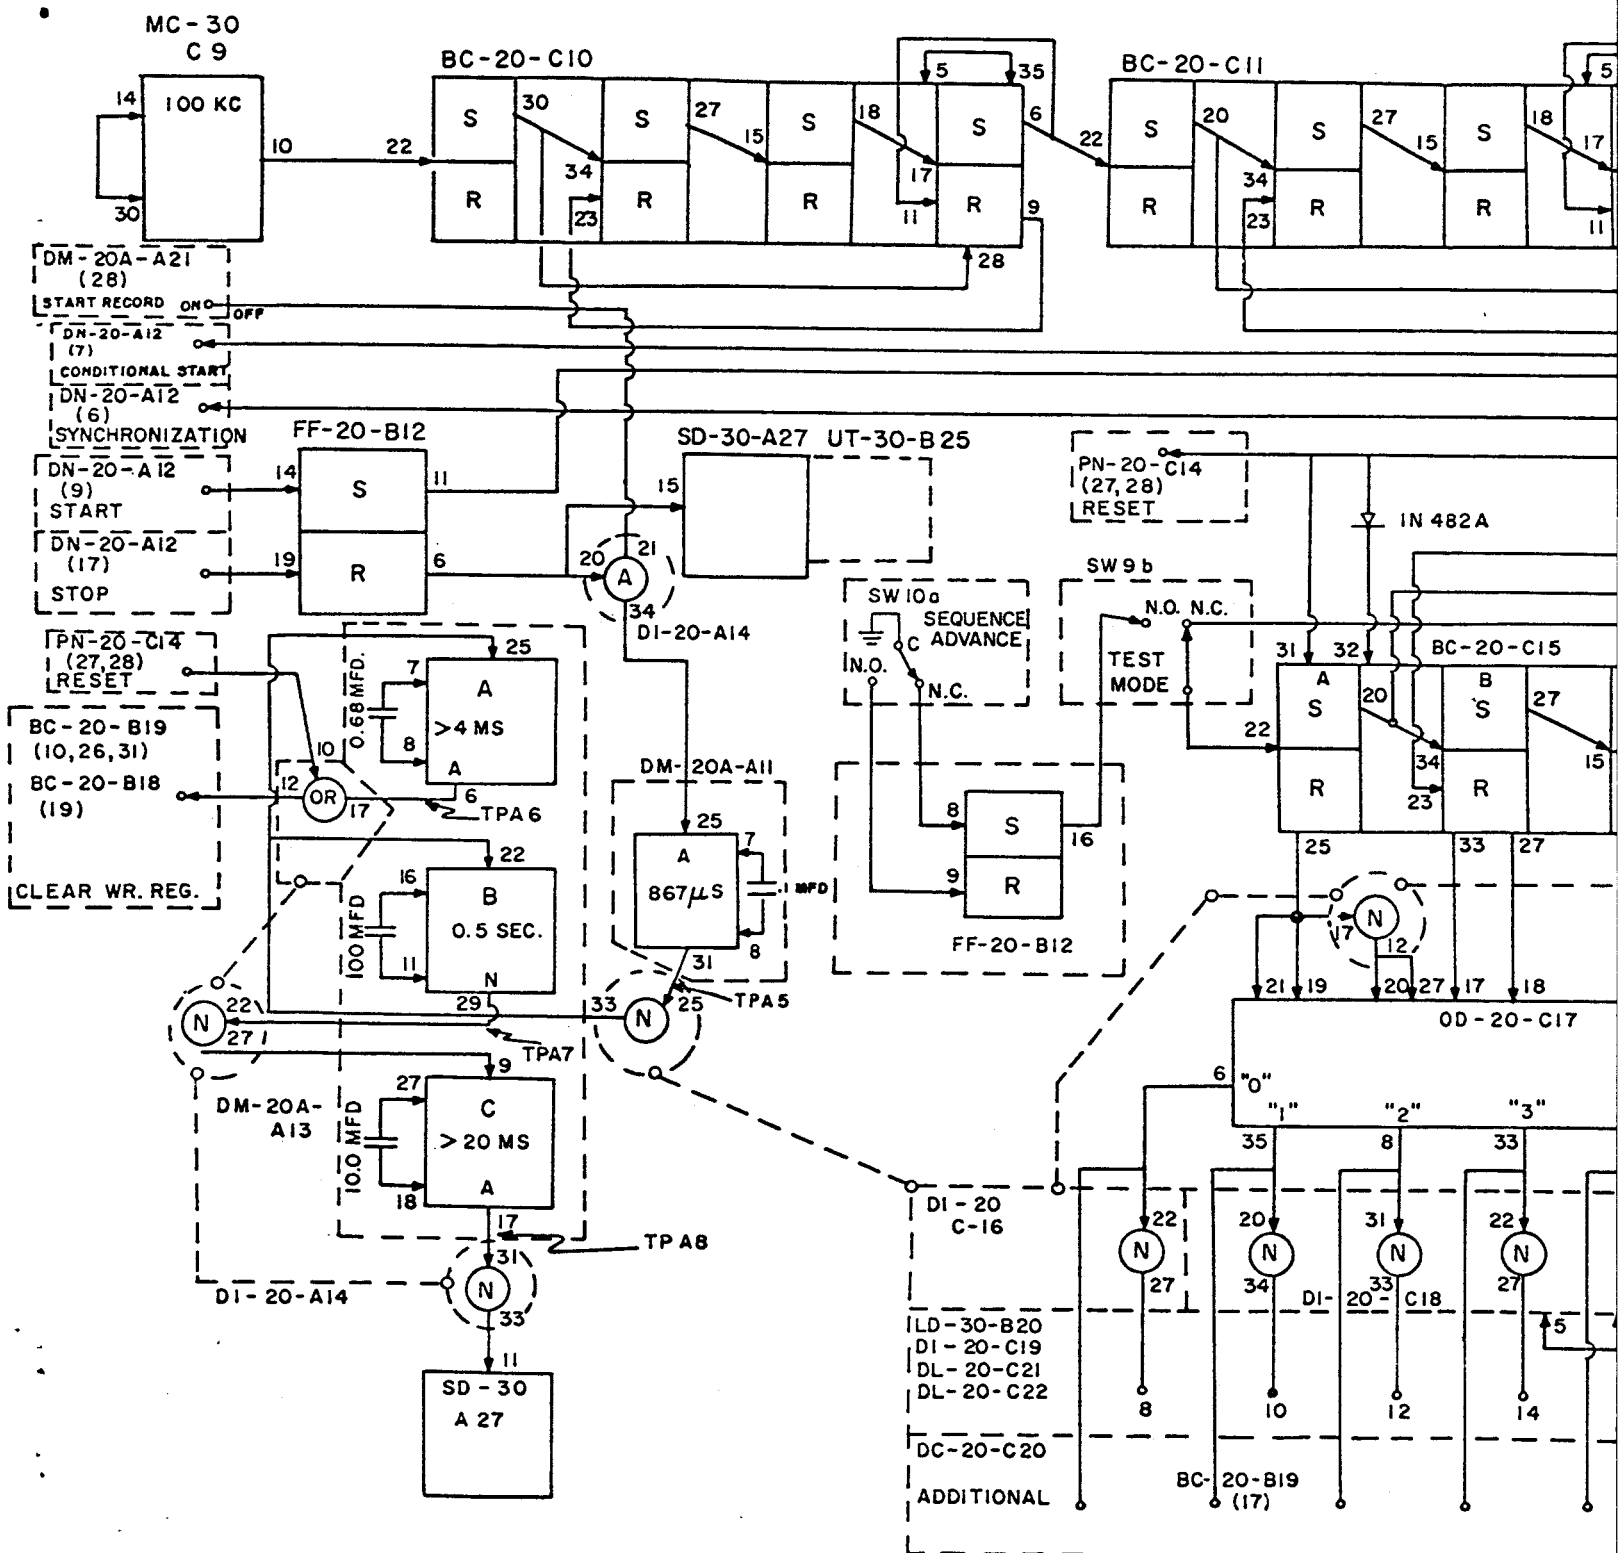 MC-30
C 9
BC-20-C10
BC-20-C11
5
35
5
14
100 KC
S
30
S
27
S
18
S
6
S
20
S
27
S
18
10
22
15
22
15
17
34
17
34
R
23
R
R
11
R
9
R
23
R
R
11
30
28
DM-20A-A21
(28)
START RECORD ON
OFF
DN-20-A12
(7)
CONDITIONAL START
DN-20-A12
(6)
SYNCHRONIZATION
FF-20-B12
SD-30-A27 UT-30-B25
DN-20-A12
(9)
START
14
S
11
15
PN-20-C14
(27,28)
RESET
IN 482A
DN-20-A12
(17)
STOP
19
R
6
20
21
A
34
DI-20-A14
SW10a
SEQUENCE
ADVANCE
C
N.O.
N.C.
SW9b
N.O. N.C.
TEST
MODE
31
32
BC-20-C15
A
S
20
B
S
27
22
34
15
R
23
R
PN-20-C14
(27,28)
RESET
25
7
A
>4 MS
0.68MFD.
8
A
6
BC-20-B19
(10,26,31)
BC-20-B18
(19)
10
12
OR
17
TPA6
CLEAR WR. REG.
DM-20A-A11
25
7
A
867µS
.1 MFD
8
31
8
S
16
9
R
FF-20-B12
22
16
B
0.5 SEC.
100MFD
11
N
29
25
33
27
17
N
12
21
19
20
27
17
18
OD-20-C17
22
N
27
33
N
25
TPA5
TPA7
9
27
C
>20 MS
10.0 MFD
18
A
17
DM-20A-
A13
6
"0"
"1"
"2"
"3"
35
8
33
TPA8
31
N
33
DI-20-A14
11
SD-30
A 27
DI-20
C-16
22
N
27
20
N
34
31
N
33
22
N
27
DI-20-C18
LD-30-B20
DI-20-C19
DL-20-C21
DL-20-C22
5
8
10
12
14
DC-20-C20
ADDITIONAL
BC-20-B19
(17)